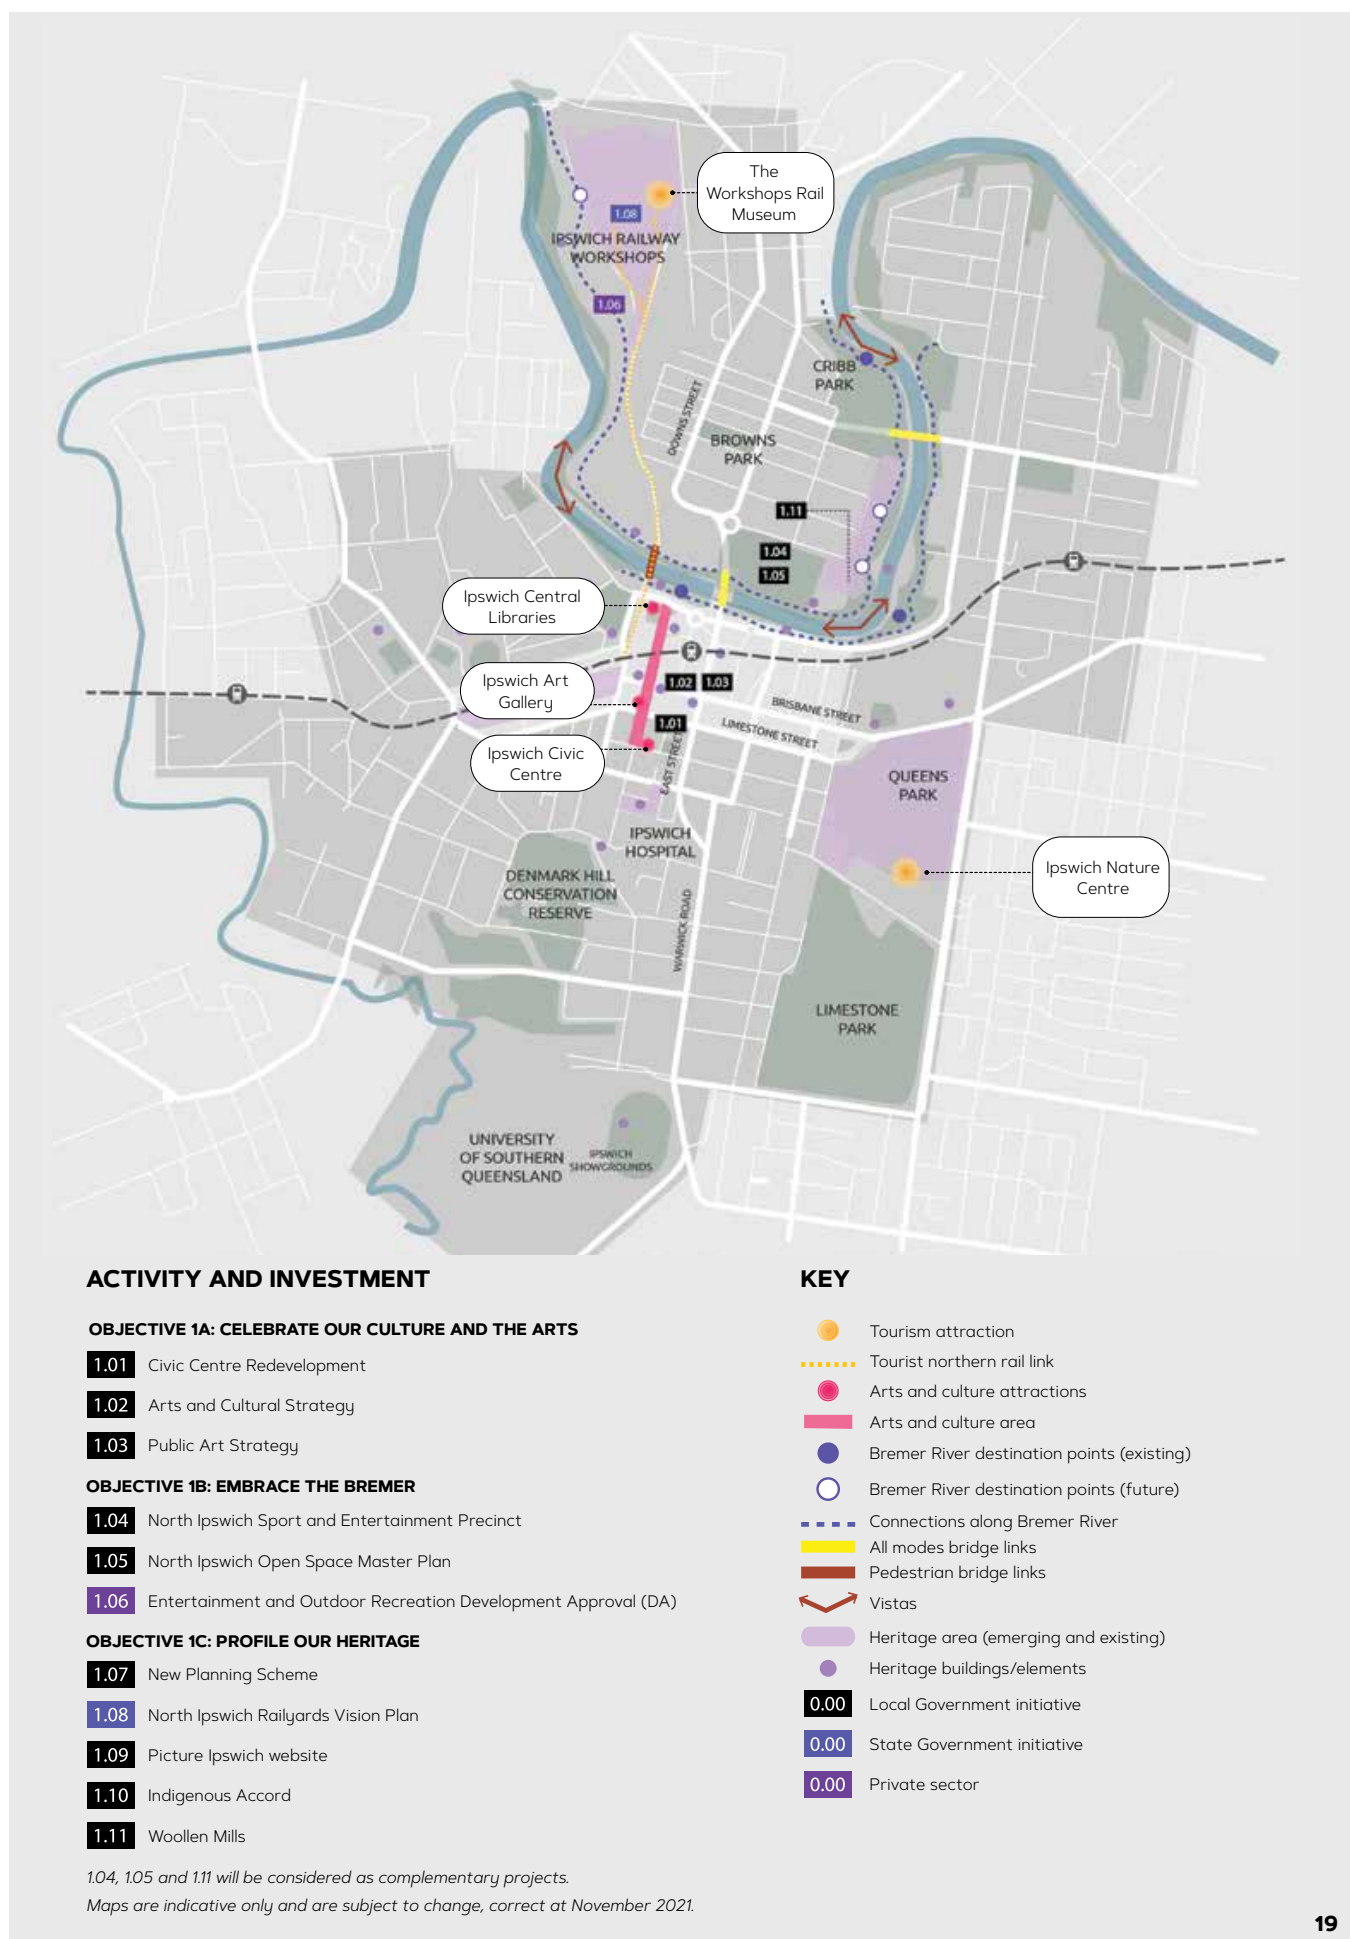 The
Workshops Rail
Museum
1.08
IPSWICH RAILWAY
WORKSHOPS
1.06
CRIBB
PARK
DOWNS STREET
BROWNS
PARK
1.11
1.04
1.05
Ipswich Central
Libraries
Ipswich Art
Gallery
1.02
1.03
1.01
BRISBANE STREET
LIMESTONE STREET
Ipswich Civic
Centre
EAST STREET
QUEENS
PARK
IPSWICH
HOSPITAL
Ipswich Nature
Centre
DENMARK HILL
CONSERVATION
RESERVE
WARWICK ROAD
LIMESTONE
PARK
UNIVERSITY
OF SOUTHERN
QUEENSLAND
IPSWICH
SHOWGROUNDS
ACTIVITY AND INVESTMENT
OBJECTIVE 1A: CELEBRATE OUR CULTURE AND THE ARTS
1.01 Civic Centre Redevelopment
1.02 Arts and Cultural Strategy
1.03 Public Art Strategy
OBJECTIVE 1B: EMBRACE THE BREMER
1.04 North Ipswich Sport and Entertainment Precinct
1.05 North Ipswich Open Space Master Plan
1.06 Entertainment and Outdoor Recreation Development Approval (DA)
OBJECTIVE 1C: PROFILE OUR HERITAGE
1.07 New Planning Scheme
1.08 North Ipswich Railyards Vision Plan
1.09 Picture Ipswich website
1.10 Indigenous Accord
1.11 Woollen Mills
1.04, 1.05 and 1.11 will be considered as complementary projects.
Maps are indicative only and are subject to change, correct at November 2021.
KEY
Tourism attraction
Tourist northern rail link
Arts and culture attractions
Arts and culture area
Bremer River destination points (existing)
Bremer River destination points (future)
Connections along Bremer River
All modes bridge links
Pedestrian bridge links
Vistas
Heritage area (emerging and existing)
Heritage buildings/elements
0.00 Local Government initiative
0.00 State Government initiative
0.00 Private sector
19